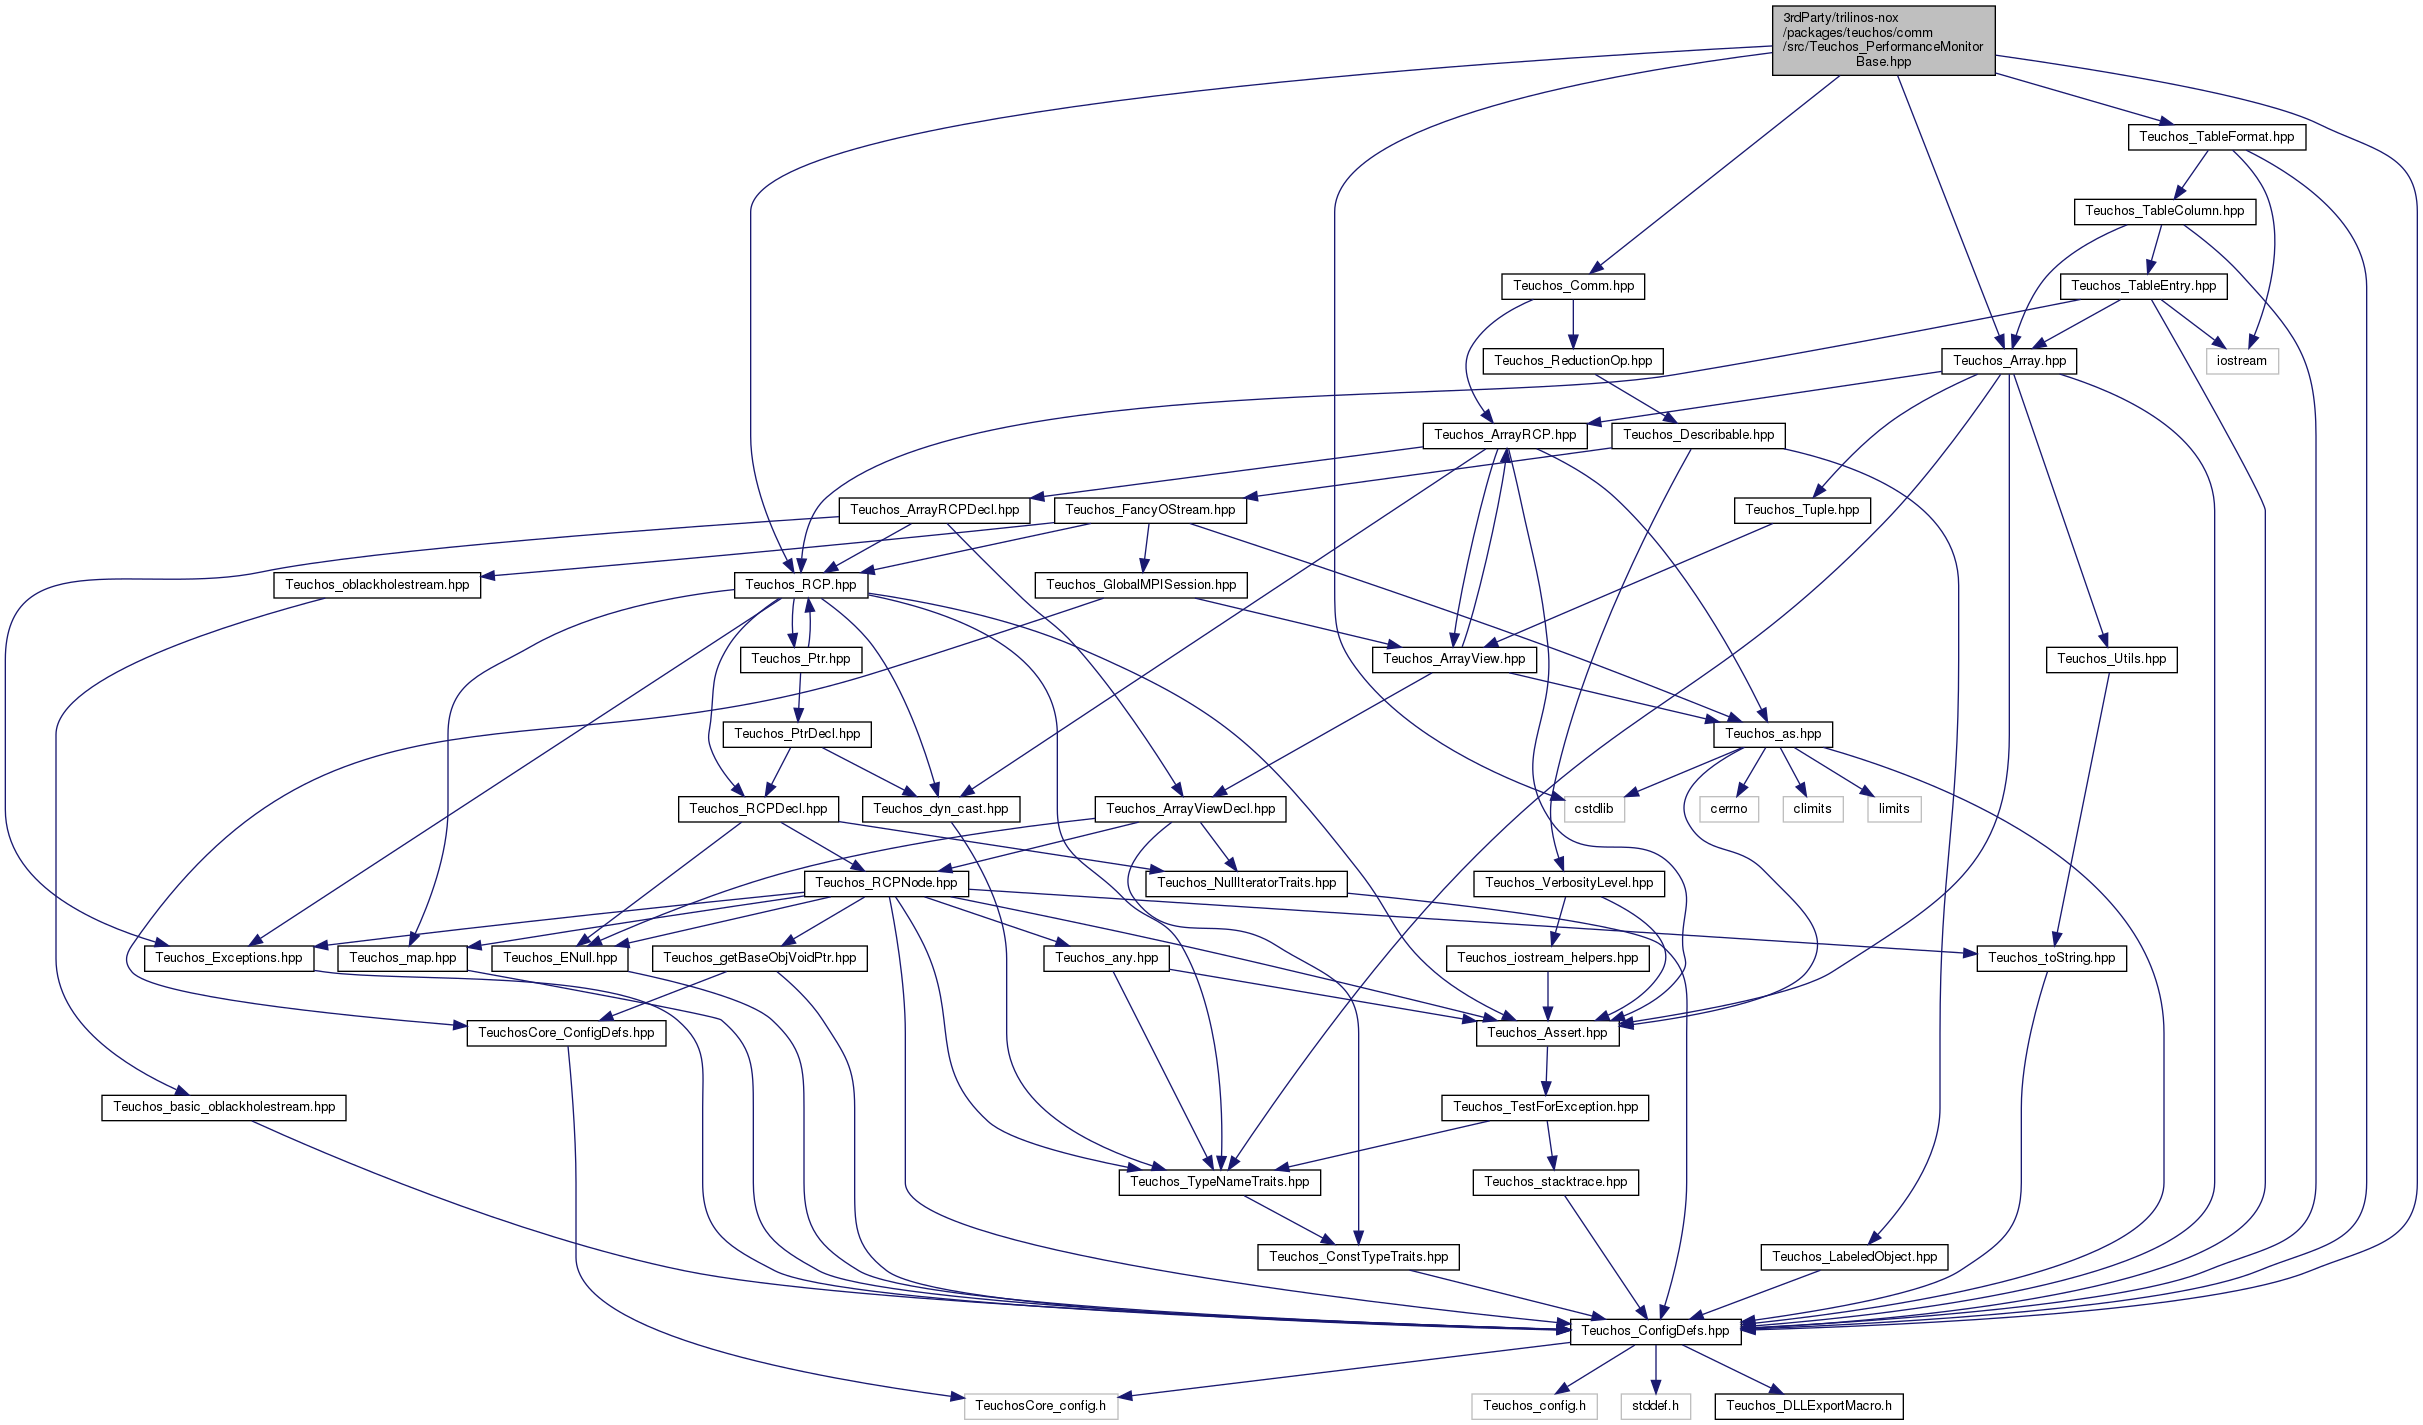 3rdParty/trilinos-nox
/packages/teuchos/comm
/src/Teuchos_PerformanceMonitor
Base.hpp
Teuchos_TableFormat.hpp
Teuchos_TableColumn.hpp
Teuchos_Comm.hpp
Teuchos_TableEntry.hpp
Teuchos_ReductionOp.hpp
Teuchos_Array.hpp
iostream
Teuchos_ArrayRCP.hpp
Teuchos_Describable.hpp
Teuchos_ArrayRCPDecl.hpp
Teuchos_FancyOStream.hpp
Teuchos_Tuple.hpp
Teuchos_oblackholestream.hpp
Teuchos_RCP.hpp
Teuchos_GlobalMPISession.hpp
Teuchos_Ptr.hpp
Teuchos_ArrayView.hpp
Teuchos_Utils.hpp
Teuchos_PtrDecl.hpp
Teuchos_as.hpp
Teuchos_RCPDecl.hpp
Teuchos_dyn_cast.hpp
Teuchos_ArrayViewDecl.hpp
cstdlib
cerrno
climits
limits
Teuchos_RCPNode.hpp
Teuchos_NullIteratorTraits.hpp
Teuchos_VerbosityLevel.hpp
Teuchos_Exceptions.hpp
Teuchos_map.hpp
Teuchos_ENull.hpp
Teuchos_getBaseObjVoidPtr.hpp
Teuchos_any.hpp
Teuchos_iostream_helpers.hpp
Teuchos_toString.hpp
TeuchosCore_ConfigDefs.hpp
Teuchos_Assert.hpp
Teuchos_basic_oblackholestream.hpp
Teuchos_TestForException.hpp
Teuchos_TypeNameTraits.hpp
Teuchos_stacktrace.hpp
Teuchos_ConstTypeTraits.hpp
Teuchos_LabeledObject.hpp
Teuchos_ConfigDefs.hpp
TeuchosCore_config.h
Teuchos_config.h
stddef.h
Teuchos_DLLExportMacro.h